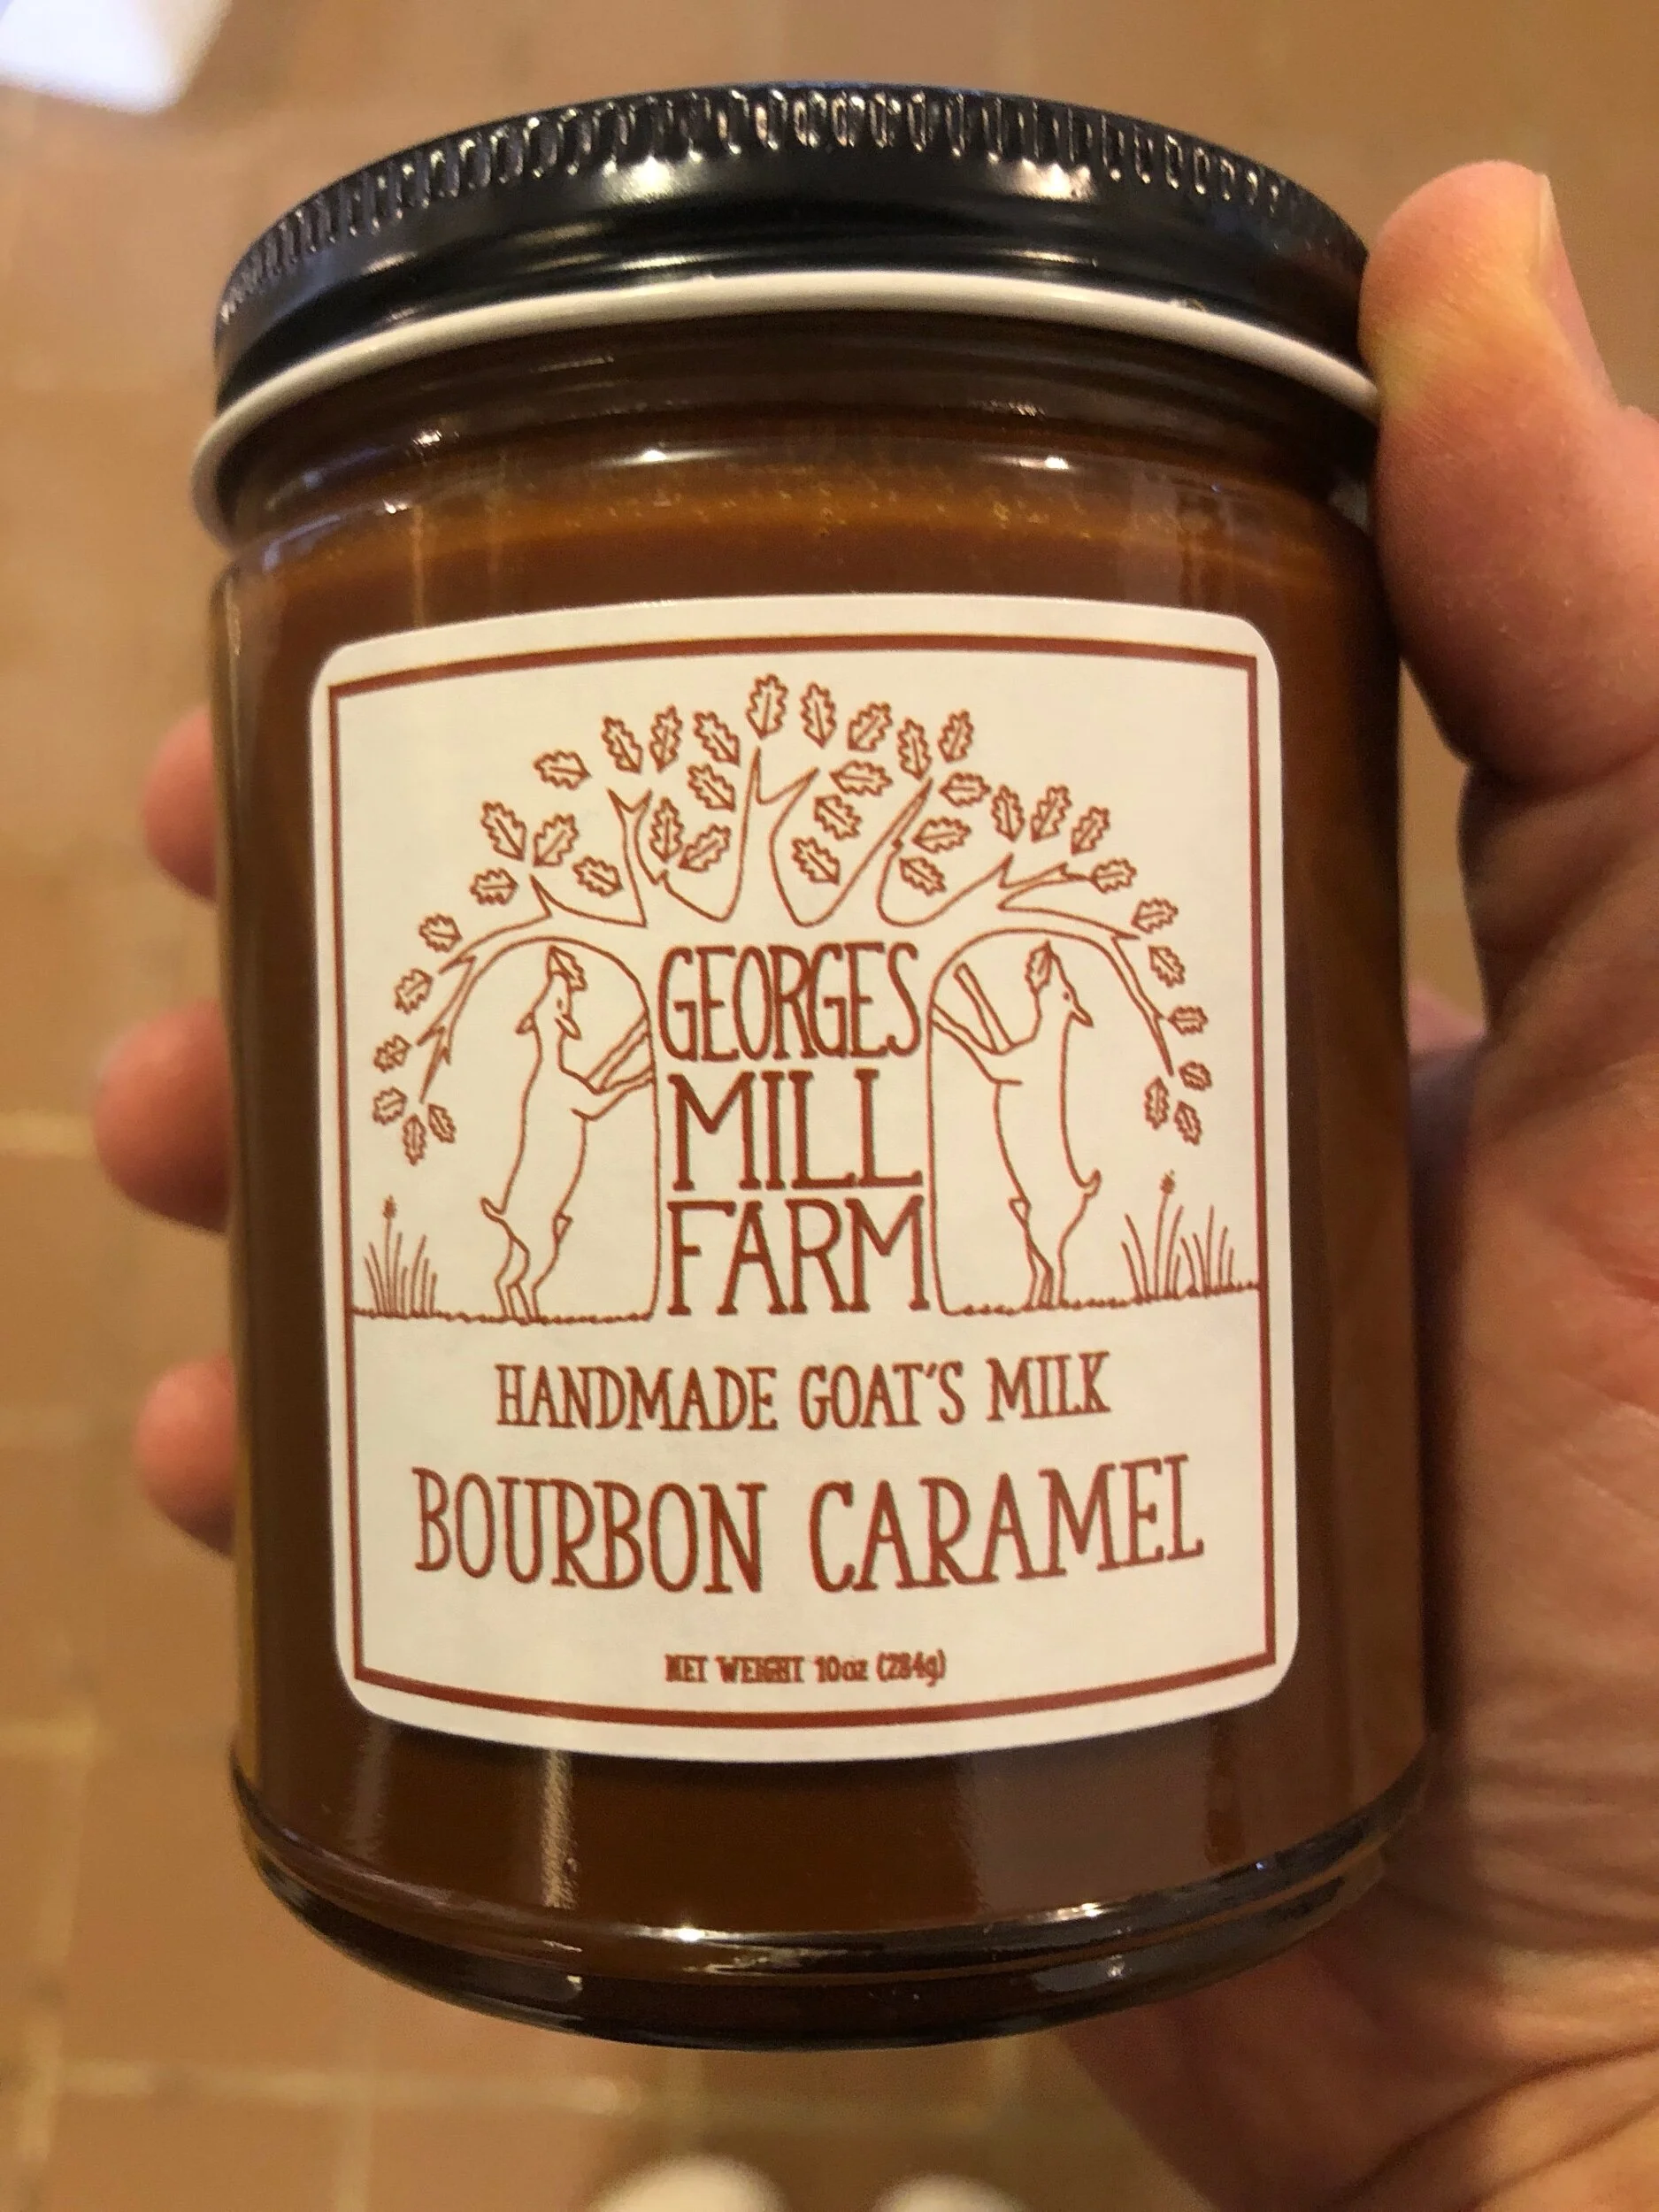 GEORGES
MILL
FARM
HANDMADE GOAT'S MILK
BOURBON CARAMEL
NET WEIGHT 10oz (284g)